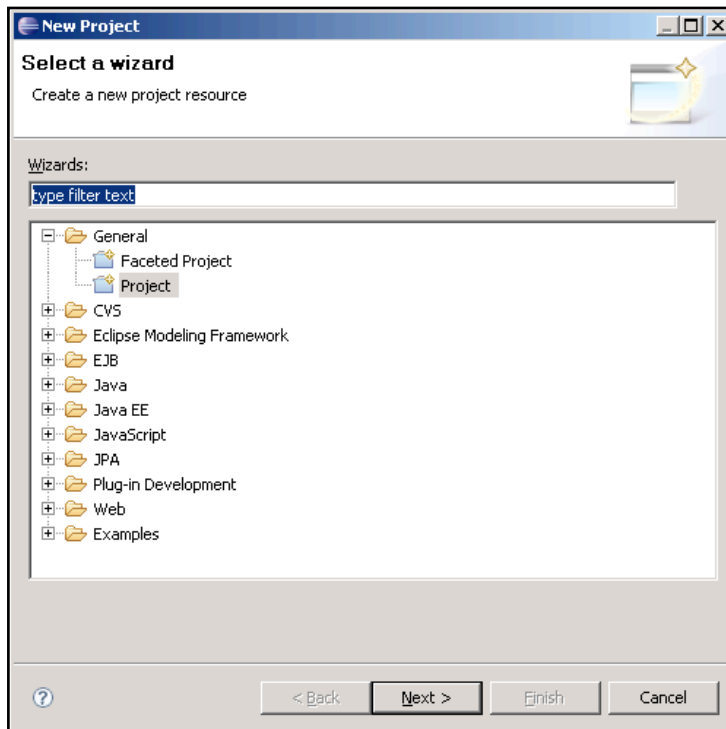 New Project
Select a wizard
Create a new project resource
Wizards:
type filter text
General
Faceted Project
Project
CVS
Eclipse Modeling Framework
EJB
Java
Java EE
JavaScript
JPA
Plug-in Development
Web
Examples
? < Back Next > Finish Cancel